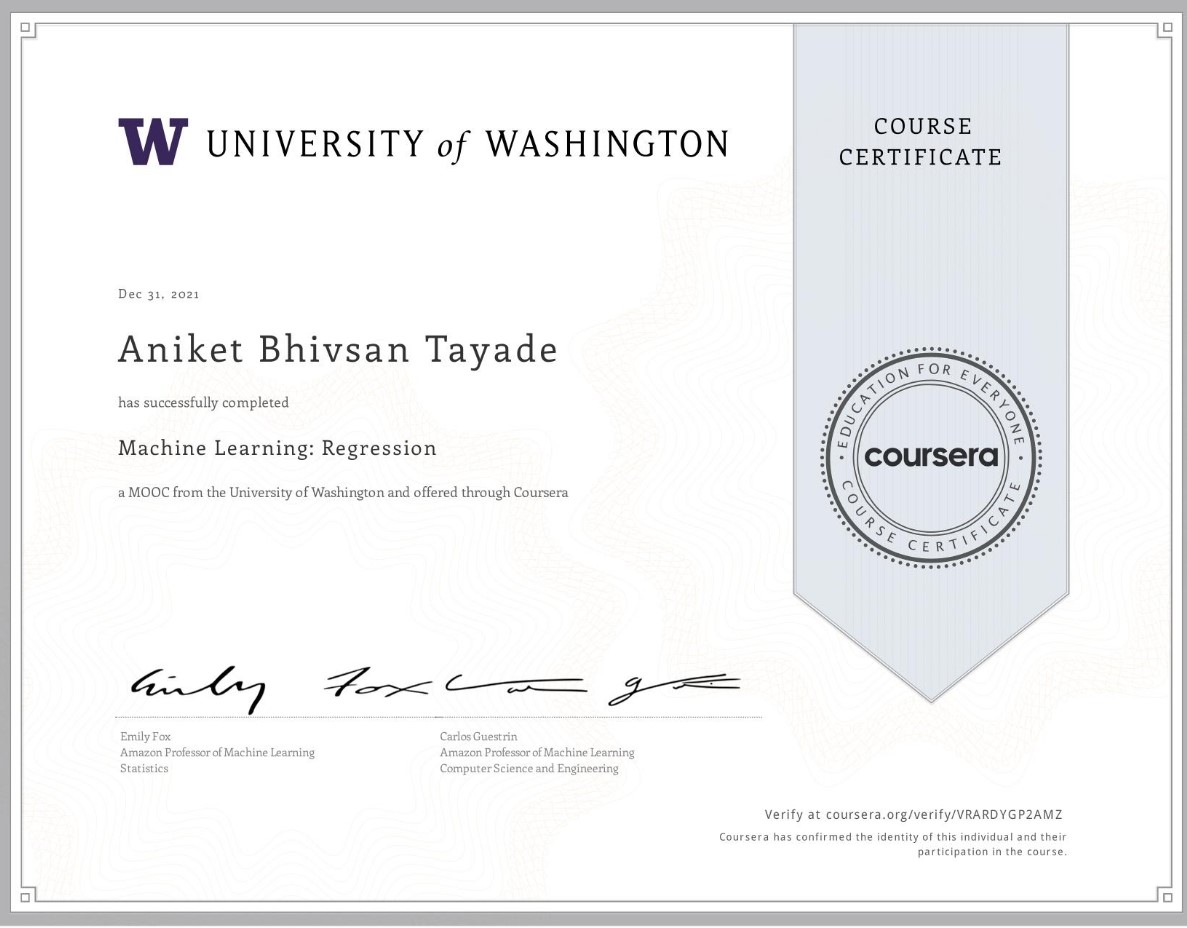 W UNIVERSITY of WASHINGTON
COURSE
CERTIFICATE
Dec 31, 2021
Aniket Bhivsan Tayade
has successfully completed
Machine Learning: Regression
a MOOC from the University of Washington and offered through Coursera
EDUCATION FOR EVERYONE
coursera
COURSE CERTIFICATE
Emily Fox
Emily Fox
Amazon Professor of Machine Learning
Statistics
Carlos Guestrin
Amazon Professor of Machine Learning
Computer Science and Engineering
Verify at coursera.org/verify/VRARDYGP2AMZ
Coursera has confirmed the identity of this individual and their
participation in the course.